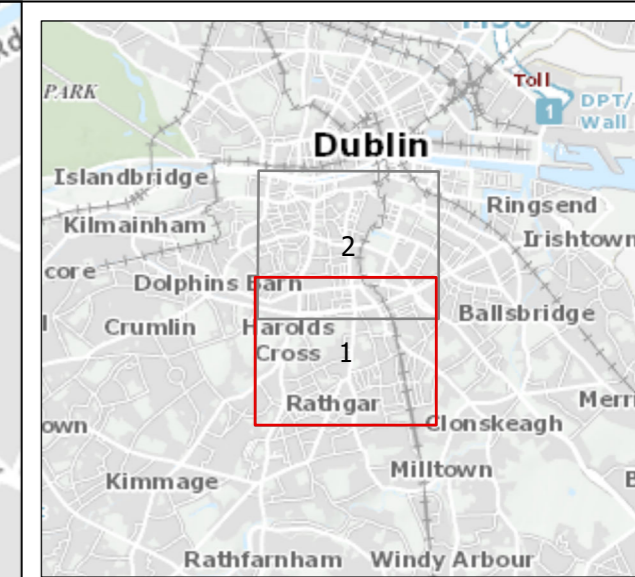 PARK
Toll
1
DPT/
Wall
Dublin
Islandbridge
Ringsend
Kilmainham
Irishtown
2
core
Dolphins Barn
Ballsbridge
Crumlin
Harolds
Cross
1
Rathgar
Merri
own
Clonskeagh
Milltown
Kimmage
Rathfarnham
Windy Arbour